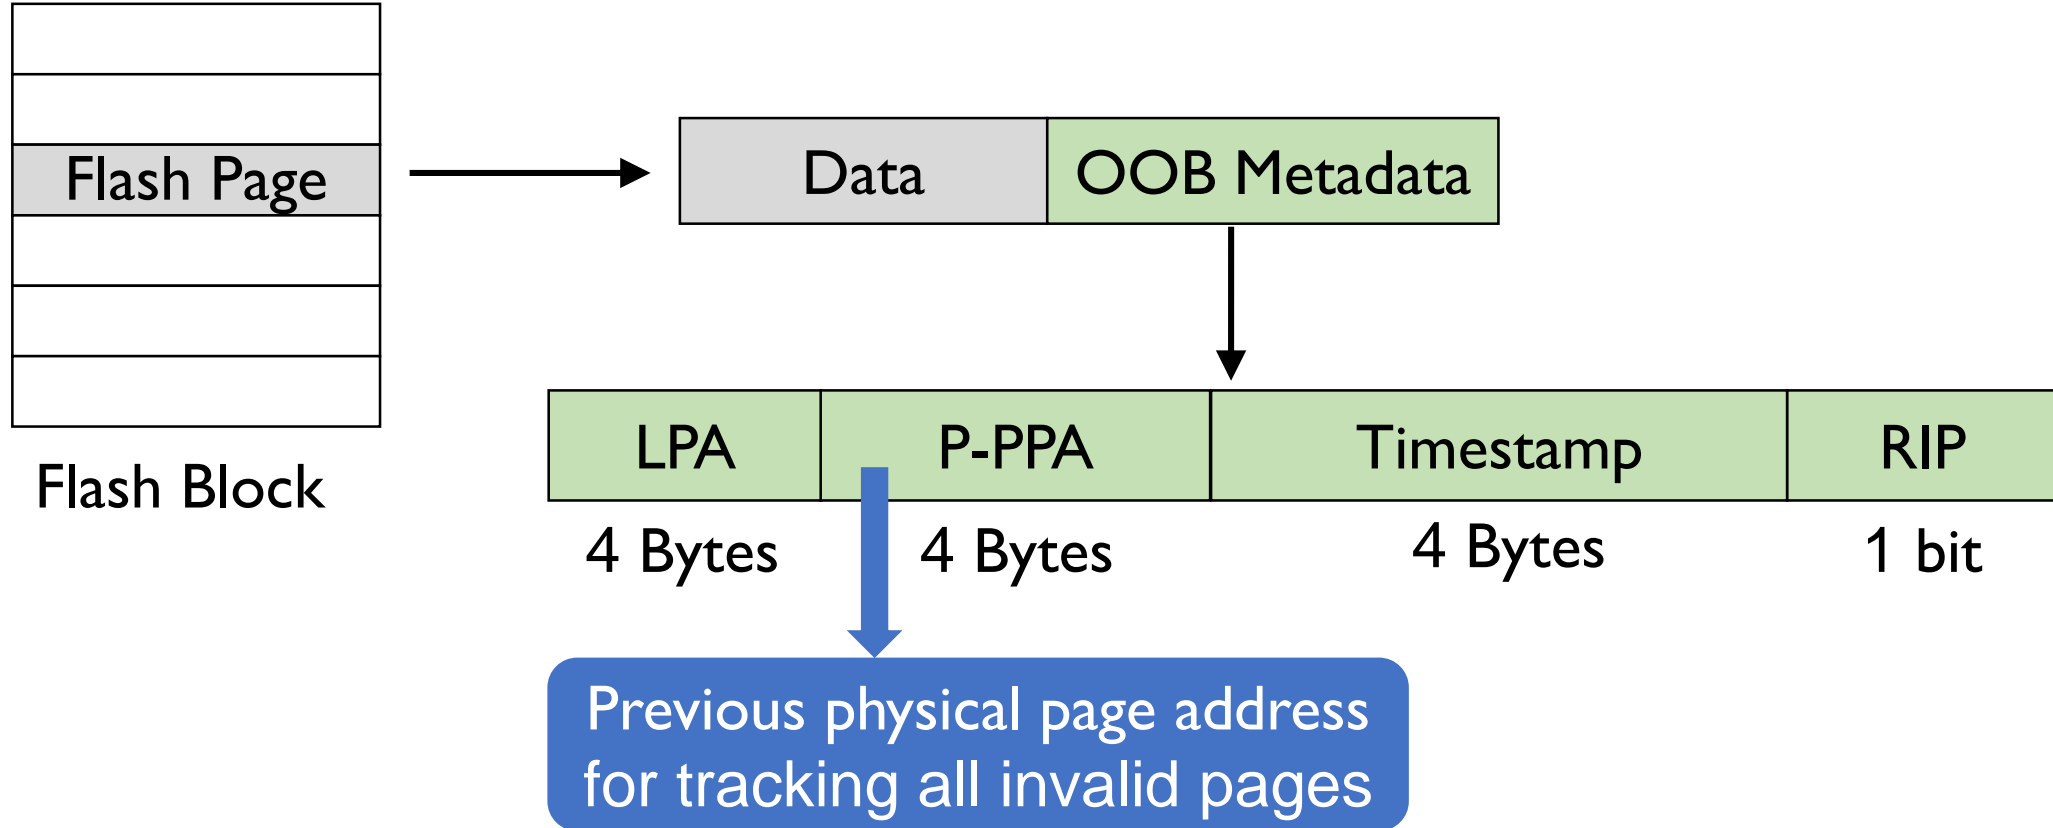 Flash Page
Data
OOB Metadata
LPA
P-PPA
Timestamp
RIP
Flash Block
4 Bytes
4 Bytes
4 Bytes
1 bit
Previous physical page address
for tracking all invalid pages